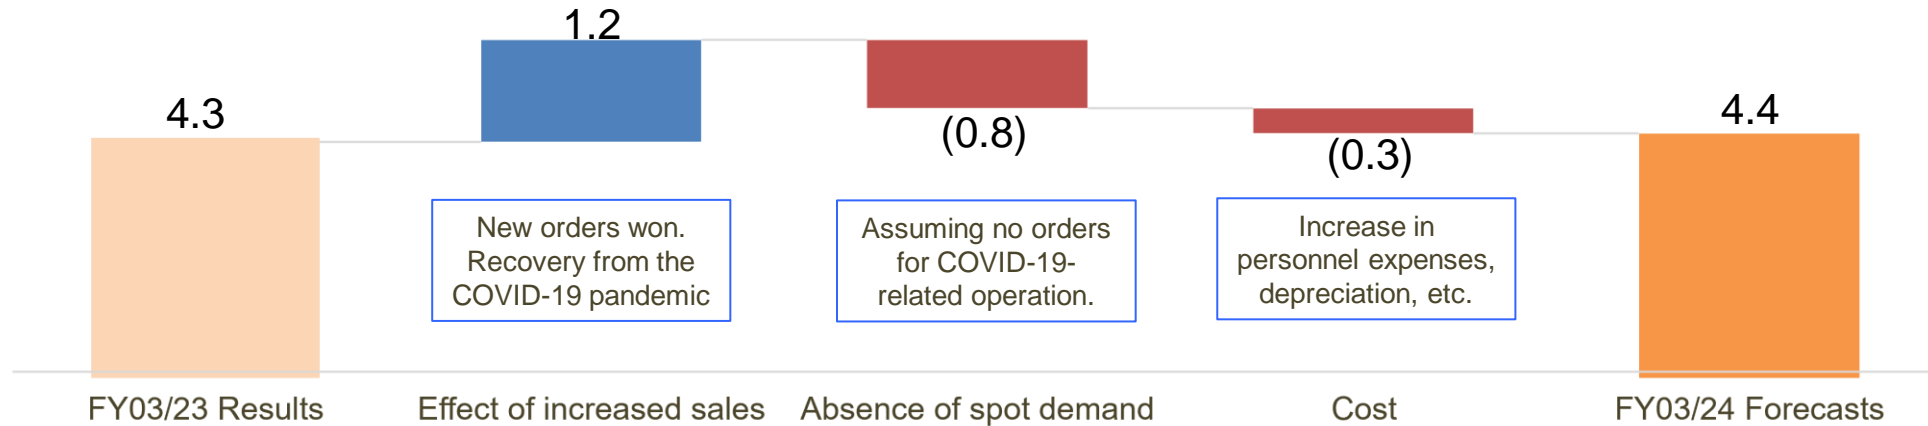 1.2
4.3
(0.8)
(0.3)
4.4
New orders won.
Recovery from the
COVID-19 pandemic
Assuming no orders
for COVID-19-
related operation.
Increase in
personnel expenses,
depreciation, etc.
FY03/23 Results
Effect of increased sales
Absence of spot demand
Cost
FY03/24 Forecasts